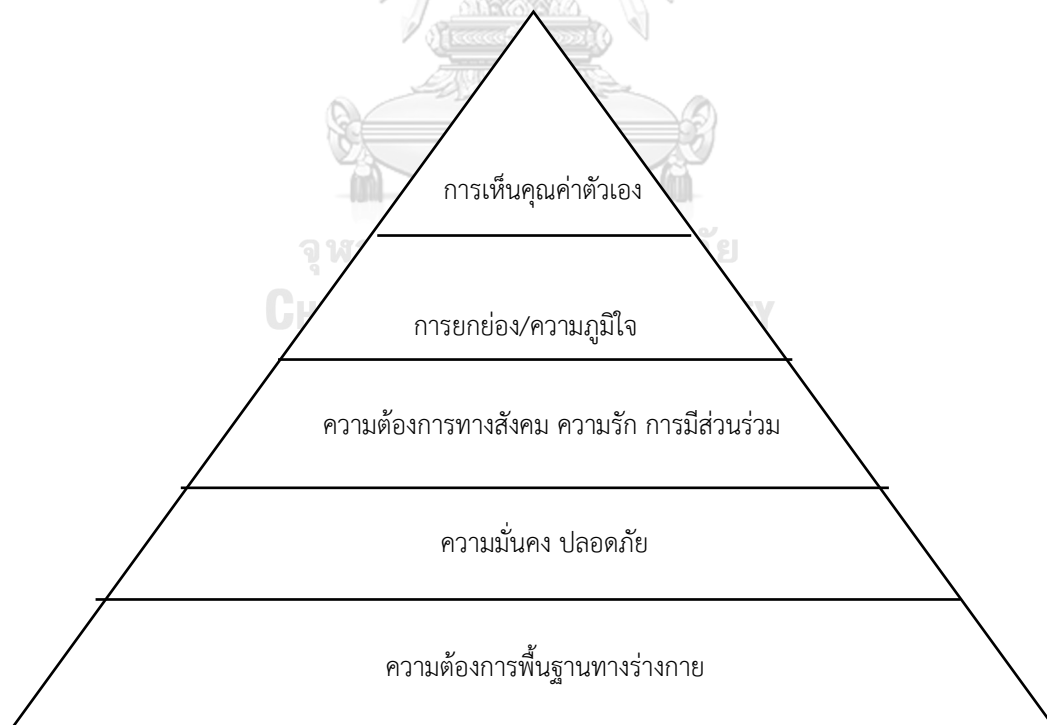 การเห็นคุณค่าตัวเอง
การยกย่อง/ความภูมิใจ
ความต้องการทางสังคม ความรัก การมีส่วนร่วม
ความมั่นคง ปลอดภัย
ความต้องการพื้นฐานทางร่างกาย